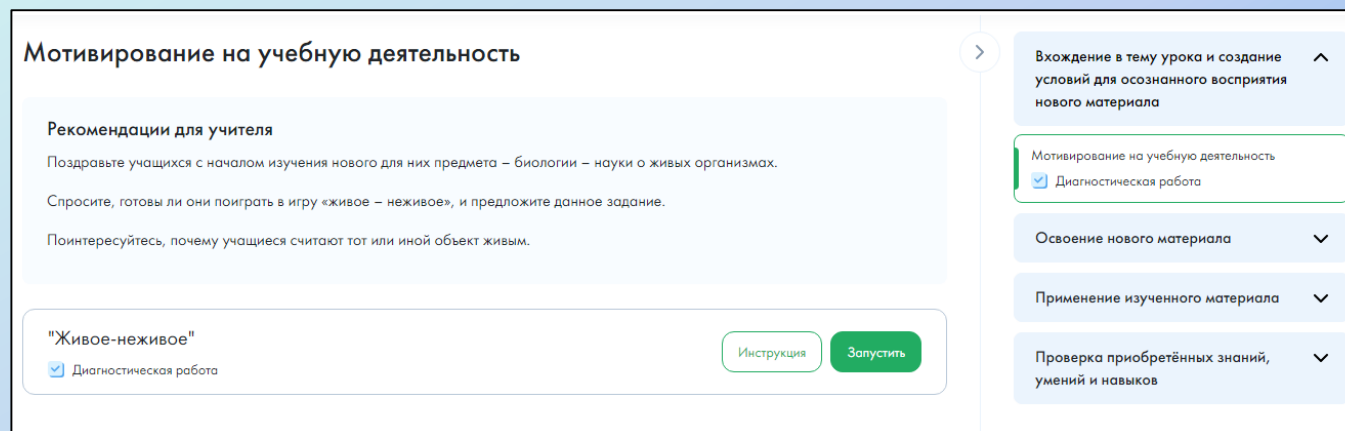 Мотивирование на учебную деятельность
Рекомендации для учителя
Поздравьте учащихся с началом изучения нового для них предмета – биологии – науки о живых организмах.
Спросите, готовы ли они поиграть в игру «живое – неживое», и предложите данное задание.
Поинтересуйтесь, почему учащиеся считают тот или иной объект живым.
"Живое-неживое"
Диагностическая работа
Инструкция
Запустить
Вхождение в тему урока и создание
условий для осознанного восприятия
нового материала
Мотивирование на учебную деятельность
Диагностическая работа
Освоение нового материала
Применение изученного материала
Проверка приобретённых знаний,
умений и навыков